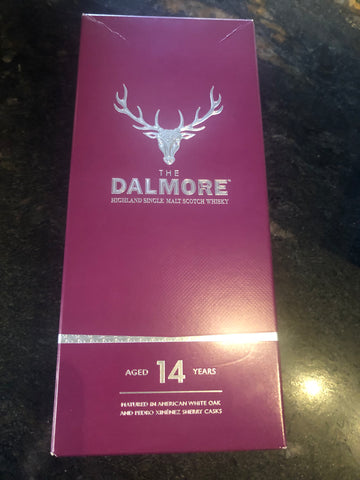 THE
DALMORE™
HIGHLAND SINGLE MALT SCOTCH WHISKY
AGED 14 YEARS
MATURED IN AMERICAN WHITE OAK
AND PEDRO XIMÉNEZ SHERRY CASKS